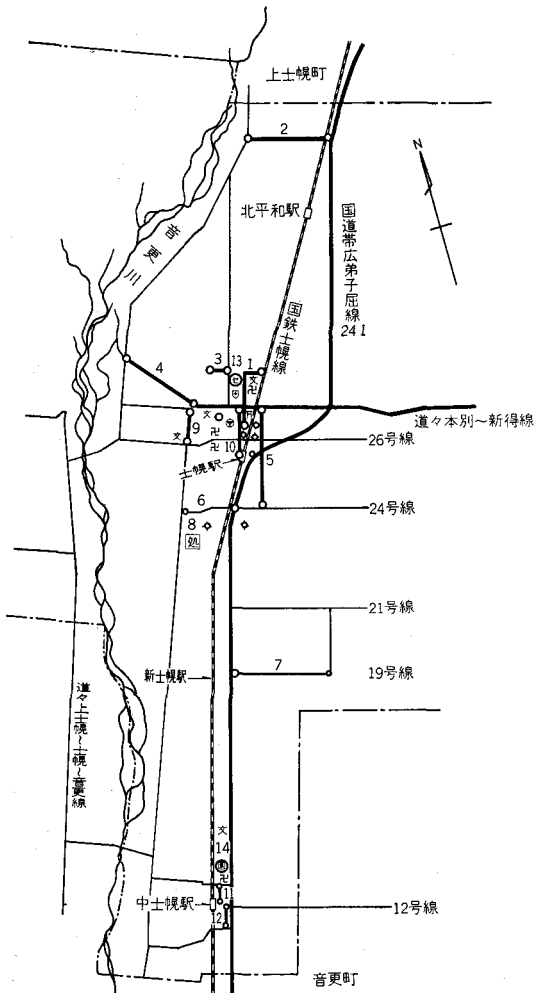 上士幌町
2
N
北平和駅
国道帯広弟子屈線
241
音更川
国鉄士幌線
4
3
13
1
文
卍
9
文
文
卍
卍
10
5
道々本別〜新得線
26号線
士幌駅
6
24号線
8
処
21号線
新士幌駅
7
19号線
道々上士幌〜士幌〜音更線
文
14
卍
11
中士幌駅
12
12号線
音更町